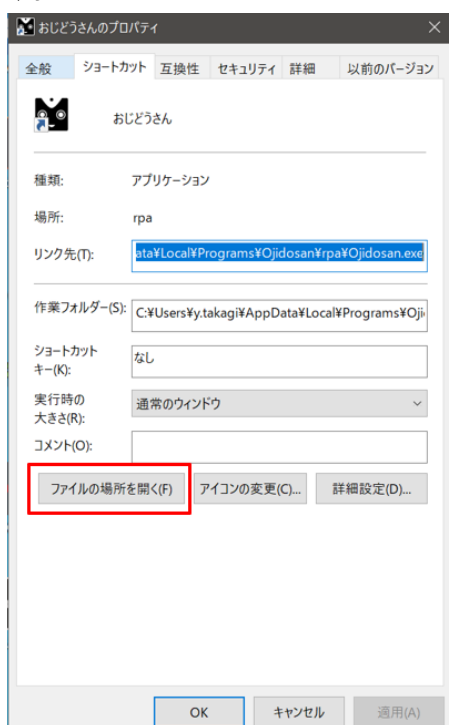 おじどうさんのプロパティ
全般 ショートカット 互換性 セキュリティ 詳細 以前のバージョン
おじどうさん
種類: アプリケーション
場所: rpa
リンク先(T): ata¥Local¥Programs¥Ojidosan¥rpa¥Ojidosan.exe
作業フォルダー(S): C:¥Users¥y.takagi¥AppData¥Local¥Programs¥Oji
ショートカット
キー(K): なし
実行時の
大きさ(R): 通常のウィンドウ
コメント(O):
ファイルの場所を開く(F) アイコンの変更(C)... 詳細設定(D)...
OK キャンセル 適用(A)